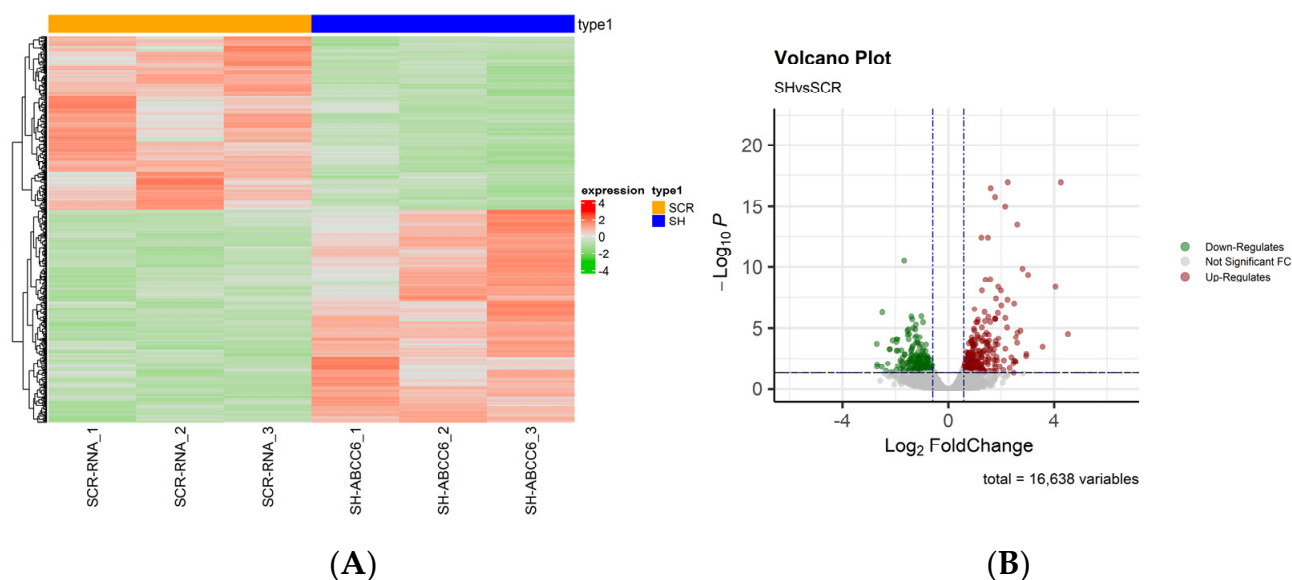 type1
expression
4
2
0
-2
-4
type1
SCR
SH
SCR-RNA_1
SCR-RNA_2
SCR-RNA_3
SH-ABCC6_1
SH-ABCC6_2
SH-ABCC6_3
(A)
Volcano Plot
SHvsSCR
−Log10 P
20
15
10
5
0
-4
0
4
Log2 FoldChange
total = 16,638 variables
Down-Regulates
Not Significant FC
Up-Regulates
(B)